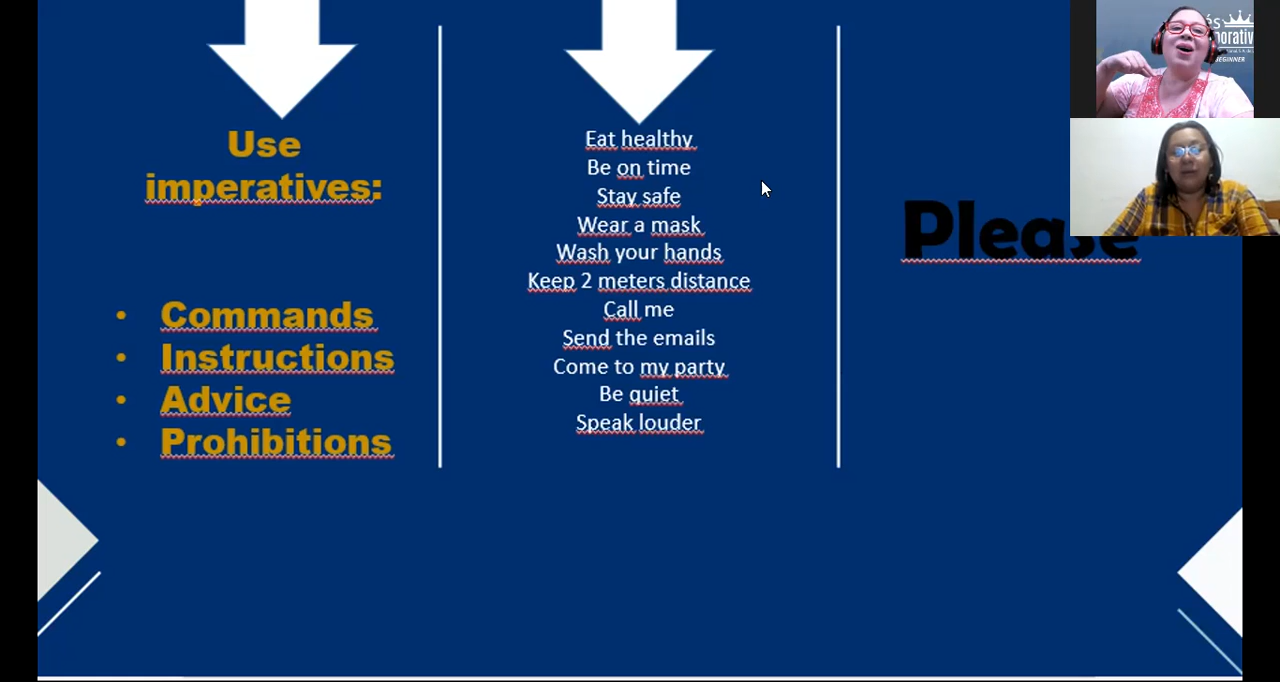 Use
imperatives:
• Commands
• Instructions
• Advice
• Prohibitions
Eat healthy
Be on time
Stay safe
Wear a mask
Wash your hands
Keep 2 meters distance
Call me
Send the emails
Come to my party
Be quiet
Speak louder
Please
BEGINNER